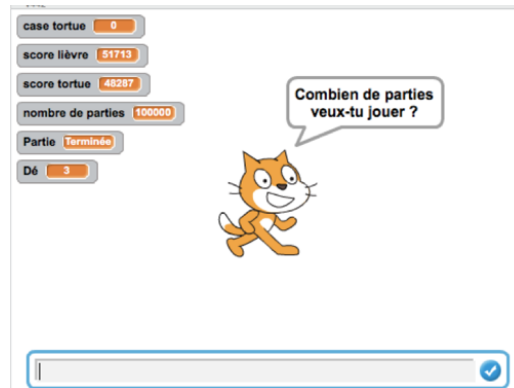 case tortue 0
score lièvre 51713
score tortue 48287
nombre de parties 100000
Partie Terminée
Dé 3
Combien de parties
veux-tu jouer ?